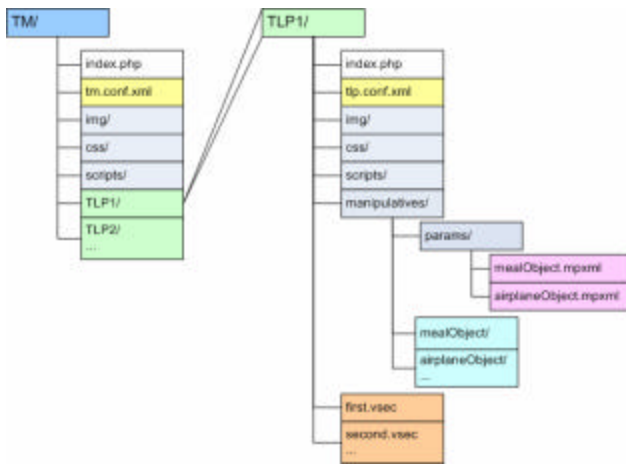 TM/
index.php
tm.conf.xml
img/
css/
scripts/
TLP1/
TLP2/
...
TLP1/
index.php
tlp.conf.xml
img/
css/
scripts/
manipulatives/
params/
mealObject.mpxml
airplaneObject.mpxml
mealObject/
airplaneObject/
...
first.vsec
second.vsec
...